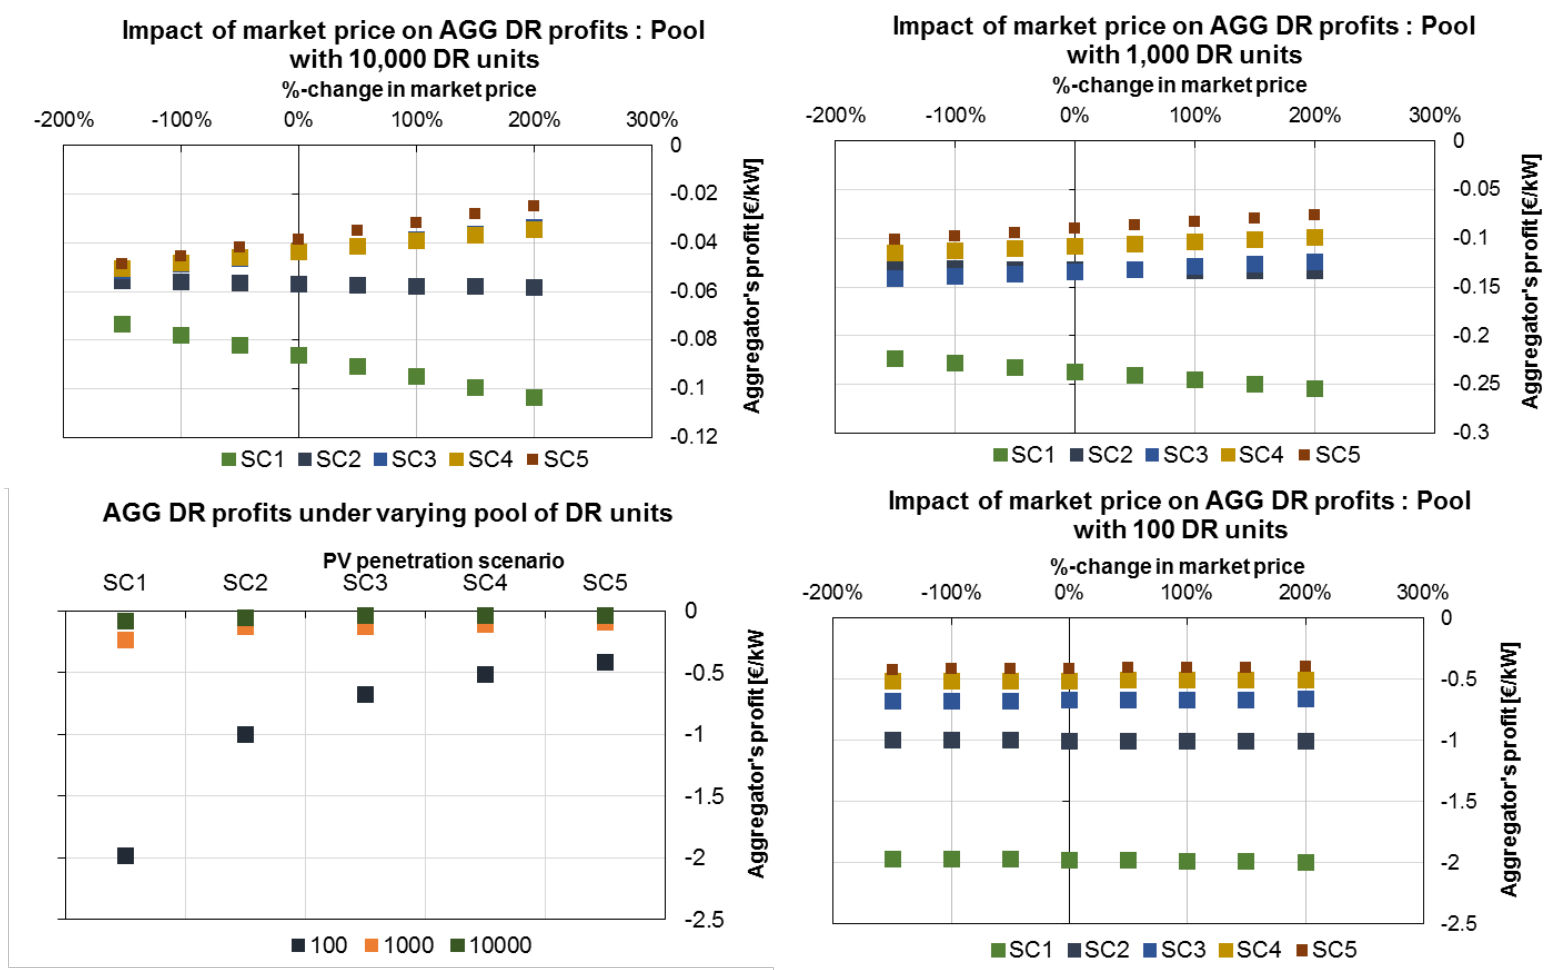 Impact of market price on AGG DR profits : Pool
with 10,000 DR units
%-change in market price
-200% -100% 0% 100% 200% 300%
0
-0.02
-0.04
-0.06
-0.08
-0.1
-0.12
Aggregator's profit [€/kW]
SC1 SC2 SC3 SC4 SC5
Impact of market price on AGG DR profits : Pool
with 1,000 DR units
%-change in market price
-200% -100% 0% 100% 200% 300%
0
-0.05
-0.1
-0.15
-0.2
-0.25
-0.3
Aggregator's profit [€/kW]
SC1 SC2 SC3 SC4 SC5
AGG DR profits under varying pool of DR units
PV penetration scenario
SC1 SC2 SC3 SC4 SC5
0
-0.5
-1
-1.5
-2
-2.5
Aggregator's profit [€/kW
100 1000 10000
Impact of market price on AGG DR profits : Pool
with 100 DR units
%-change in market price
-200% -100% 0% 100% 200% 300%
0
-0.5
-1
-1.5
-2
-2.5
Aggregator's profit [€/kW]
SC1 SC2 SC3 SC4 SC5